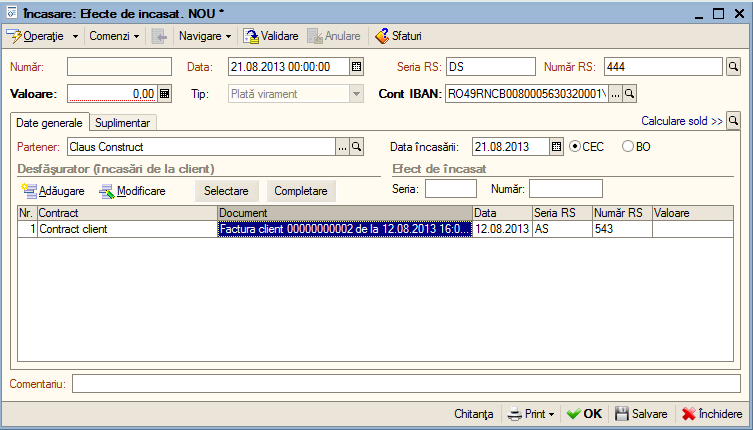 Încasare: Efecte de incasat. NOU *
Operaţie Comenzi Navigare Validare Anulare Sfaturi
Număr: Data: 21.08.2013 00:00:00 Seria RS: DS Număr RS: 444
Valoare: 0,00 Tip: Plată virament Cont IBAN: RO49RNCB0080005630320001\ ...
Date generale Suplimentar Calculare sold >>
Partener: Claus Construct ... Data încasării: 21.08.2013 CEC BO
Desfăşurator (încasări de la client) Efect de încasat
Adăugare Modificare Selectare Completare Seria: Număr:
Nr. Contract Document Data Seria RS Număr RS Valoare
1 Contract client Factura client 00000000002 de la 12.08.2013 16:0... 12.08.2013 AS 543
Comentariu:
Chitanţa Print OK Salvare Închidere